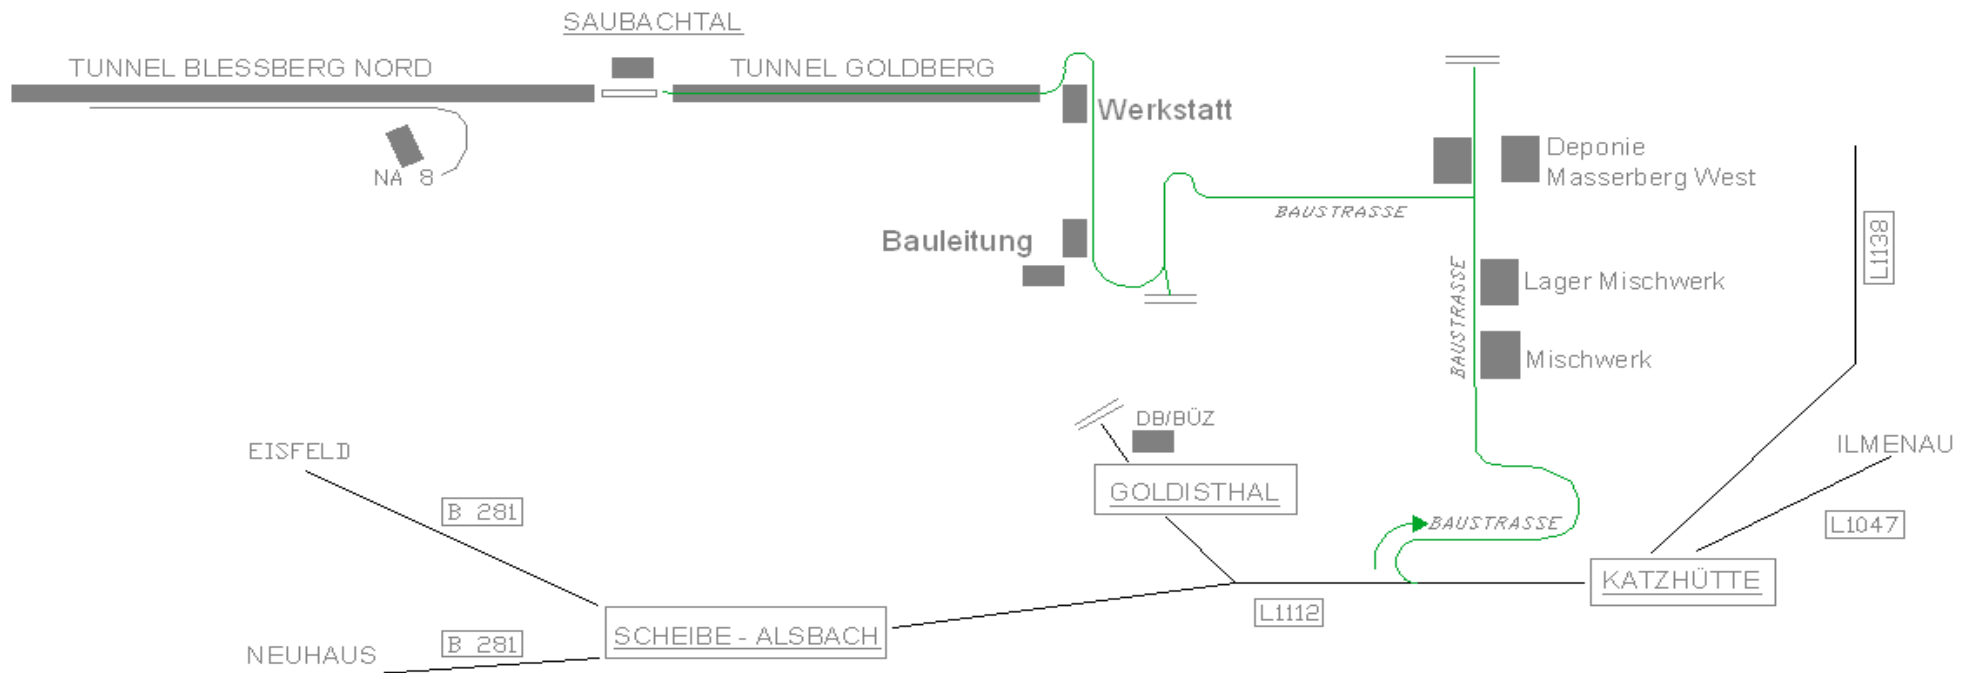 SAUBACHTAL
TUNNEL BLESSBERG NORD
TUNNEL GOLDBERG
Werkstatt
NA 8
Deponie
Masserberg West
BAUSTRASSE
Bauleitung
L1138
BAUSTRASSE
Lager Mischwerk
Mischwerk
DB/BÜZ
EISFELD
ILMENAU
GOLDISTHAL
B 281
BAUSTRASSE
L1047
KATZHÜTTE
L1112
SCHEIBE - ALSBACH
B 281
NEUHAUS